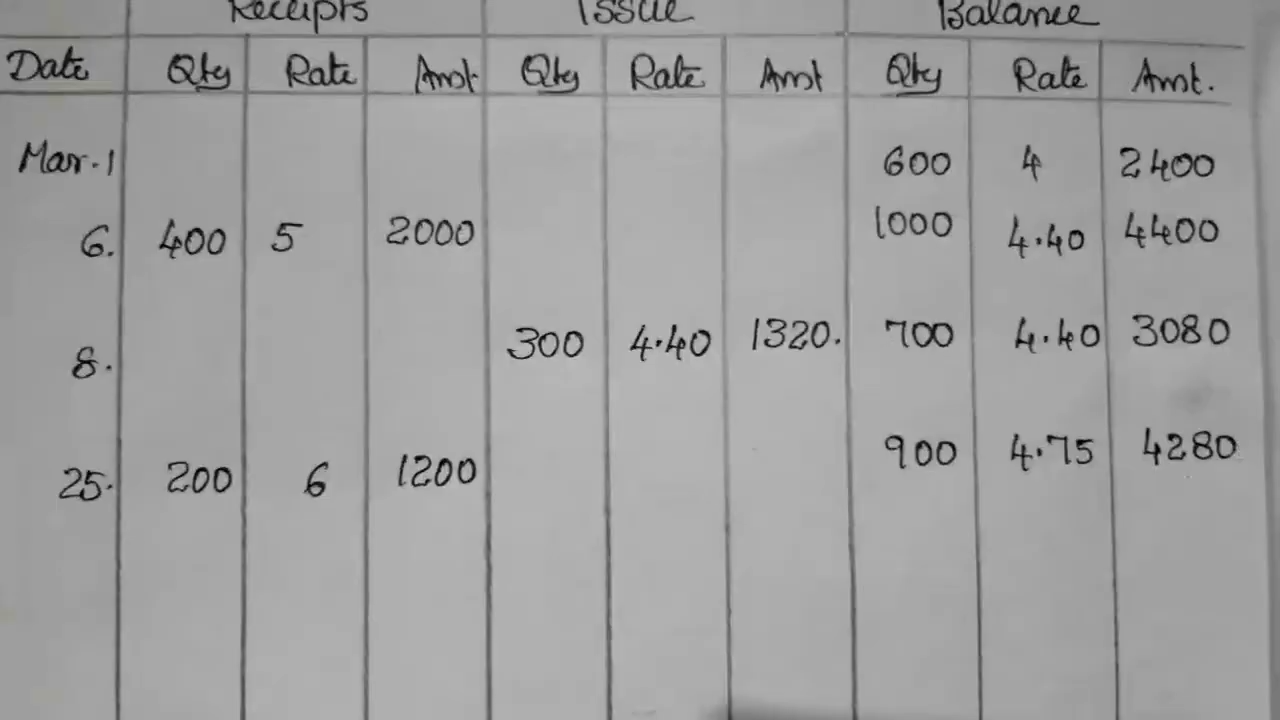 Receipts Issue Balance
Date Qty Rate Amt. Qty Rate Amt Qty Rate Amt.
Mar. 1 600 4 2400
6. 400 5 2000 1000 4.40 4400
8. 300 4.40 1320. 700 4.40 3080
25. 200 6 1200 900 4.75 4280